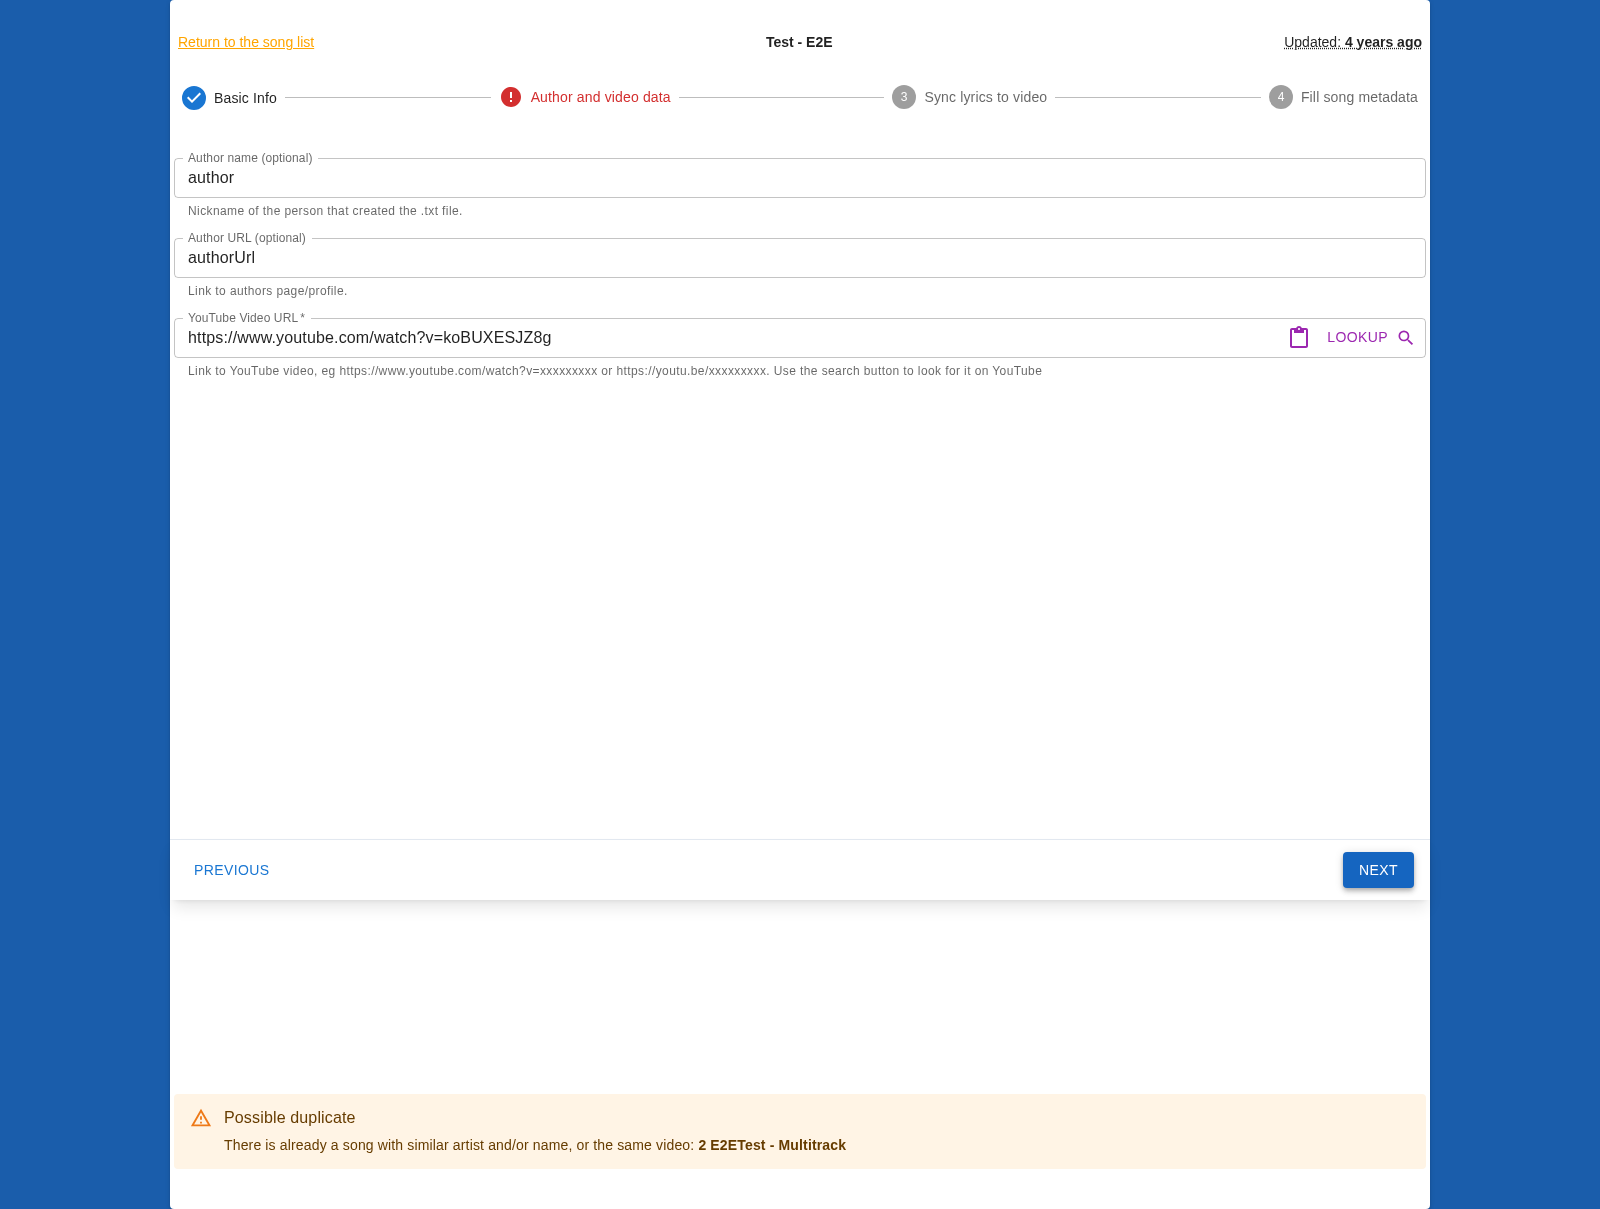 Return to the song list
Test - E2E
Updated: 4 years ago
Basic Info
Author and video data
3 Sync lyrics to video
4 Fill song metadata
Author name (optional)
author
Nickname of the person that created the .txt file.
Author URL (optional)
authorUrl
Link to authors page/profile.
YouTube Video URL *
https://www.youtube.com/watch?v=koBUXESJZ8g
LOOKUP
Link to YouTube video, eg https://www.youtube.com/watch?v=xxxxxxxxx or https://youtu.be/xxxxxxxxx. Use the search button to look for it on YouTube
PREVIOUS
NEXT
Possible duplicate
There is already a song with similar artist and/or name, or the same video: 2 E2ETest - Multitrack